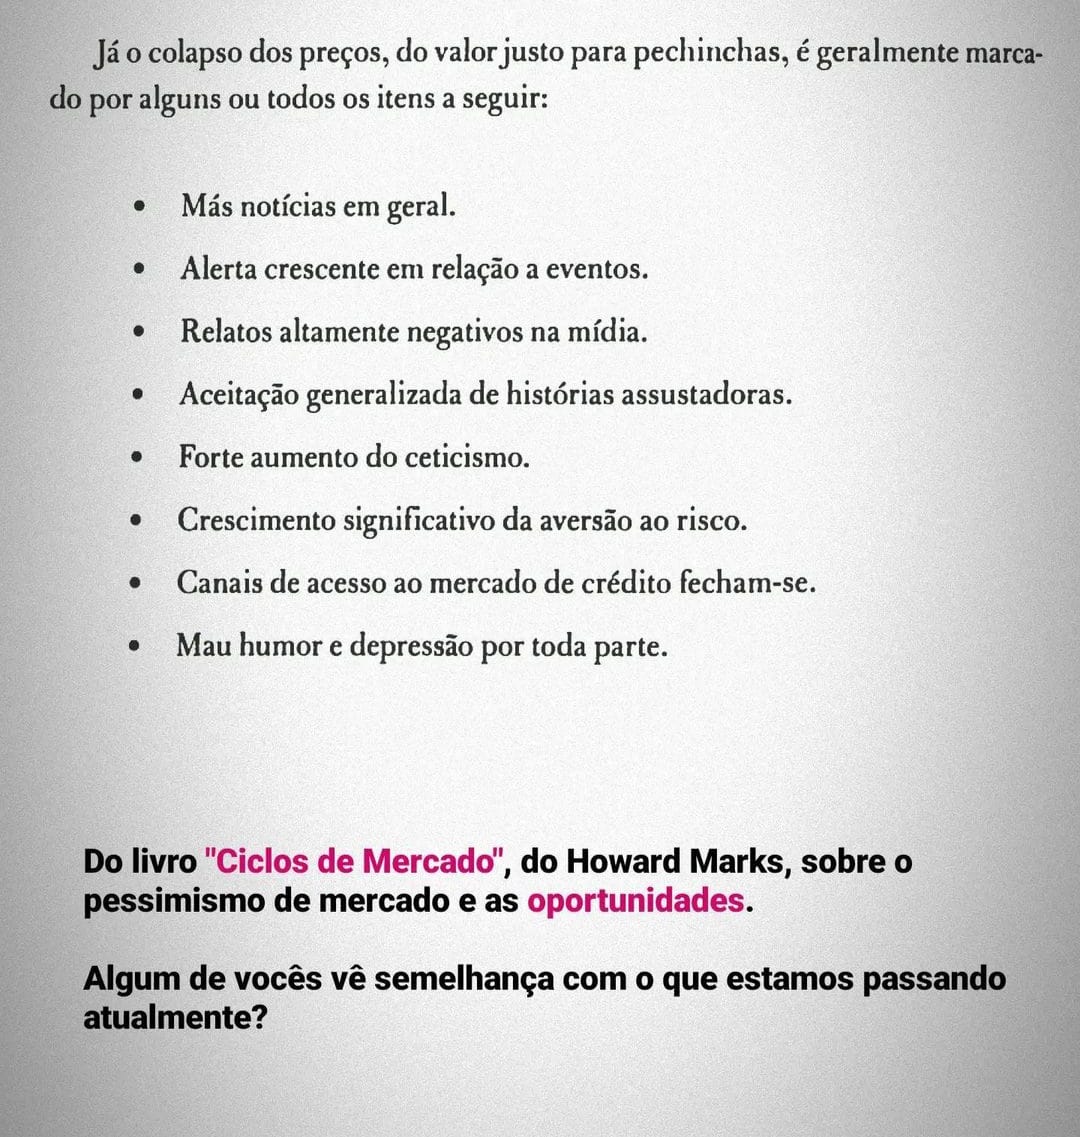 Já o colapso dos preços, do valor justo para pechinchas, é geralmente marca-
do por alguns ou todos os itens a seguir:
• Más notícias em geral.
• Alerta crescente em relação a eventos.
• Relatos altamente negativos na mídia.
• Aceitação generalizada de histórias assustadoras.
• Forte aumento do ceticismo.
• Crescimento significativo da aversão ao risco.
• Canais de acesso ao mercado de crédito fecham-se.
• Mau humor e depressão por toda parte.
Do livro "Ciclos de Mercado", do Howard Marks, sobre o
pessimismo de mercado e as oportunidades.
Algum de vocês vê semelhança com o que estamos passando
atualmente?